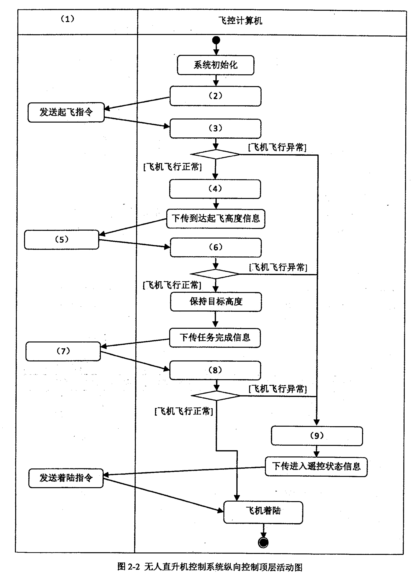 （1）
飞控计算机
系统初始化
（2）
发送起飞指令
（3）
[飞机飞行异常]
[飞机飞行正常]
（4）
下传到达起飞高度信息
（5）
（6）
[飞机飞行异常]
[飞机飞行正常]
保持目标高度
下传任务完成信息
（7）
（8）
[飞机飞行异常]
[飞机飞行正常]
（9）
下传进入遥控状态信息
发送着陆指令
飞机着陆
图 2-2 无人直升机控制系统纵向控制顶层活动图